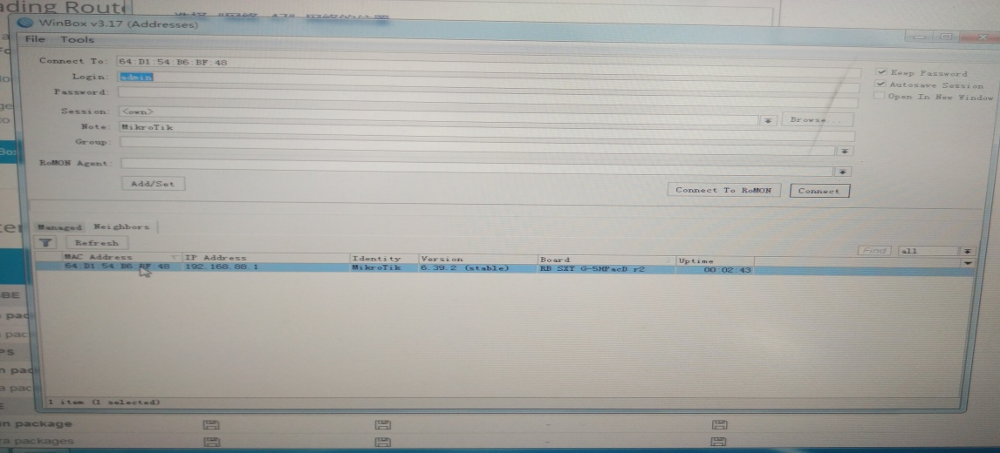 ading Route
WinBox v3.17 (Addresses)
File Tools
Connect To: 64:D1:54:B6:BF:48
Login: admin
Password:
Session: <own> Browse...
Note: MikroTik
Group:
RoMON Agent:
Keep Password
Autosave Session
Open In New Window
Add/Set Connect To RoMON Connect
Managed Neighbors
Refresh Find all
MAC Address IP Address Identity Version Board Uptime
64:D1:54:B6:BF:48 192.168.88.1 MikroTik 6.39.2 (stable) RB SXT G-5HPacD r2 00:02:43
1 item (1 selected)
in package
ra packages